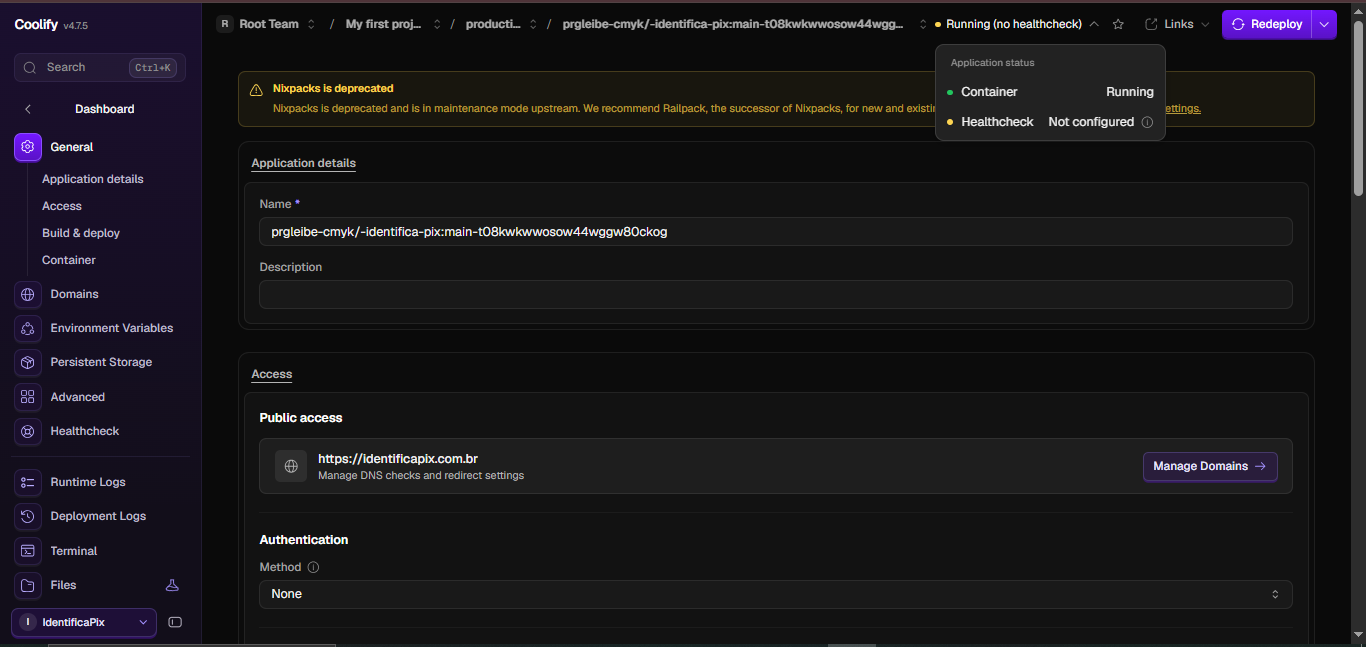 Coolify v4.7.5
R Root Team / My first proj... / producti... / prgleibe-cmyk/-identifica-pix:main-t08kwkwwosow44wgg... Running (no healthcheck) Links Redeploy
Search Ctrl+K
Dashboard
General
Application details
Access
Build & deploy
Container
Domains
Environment Variables
Persistent Storage
Advanced
Healthcheck
Runtime Logs
Deployment Logs
Terminal
Files
I IdentificaPix
Application status
Container Running
Healthcheck Not configured
Nixpacks is deprecated
Nixpacks is deprecated and is in maintenance mode upstream. We recommend Railpack, the successor of Nixpacks, for new and existin
ettings.
Application details
Name *
prgleibe-cmyk/-identifica-pix:main-t08kwkwwosow44wggw80ckog
Description
Access
Public access
https://identificapix.com.br
Manage DNS checks and redirect settings
Manage Domains →
Authentication
Method
None